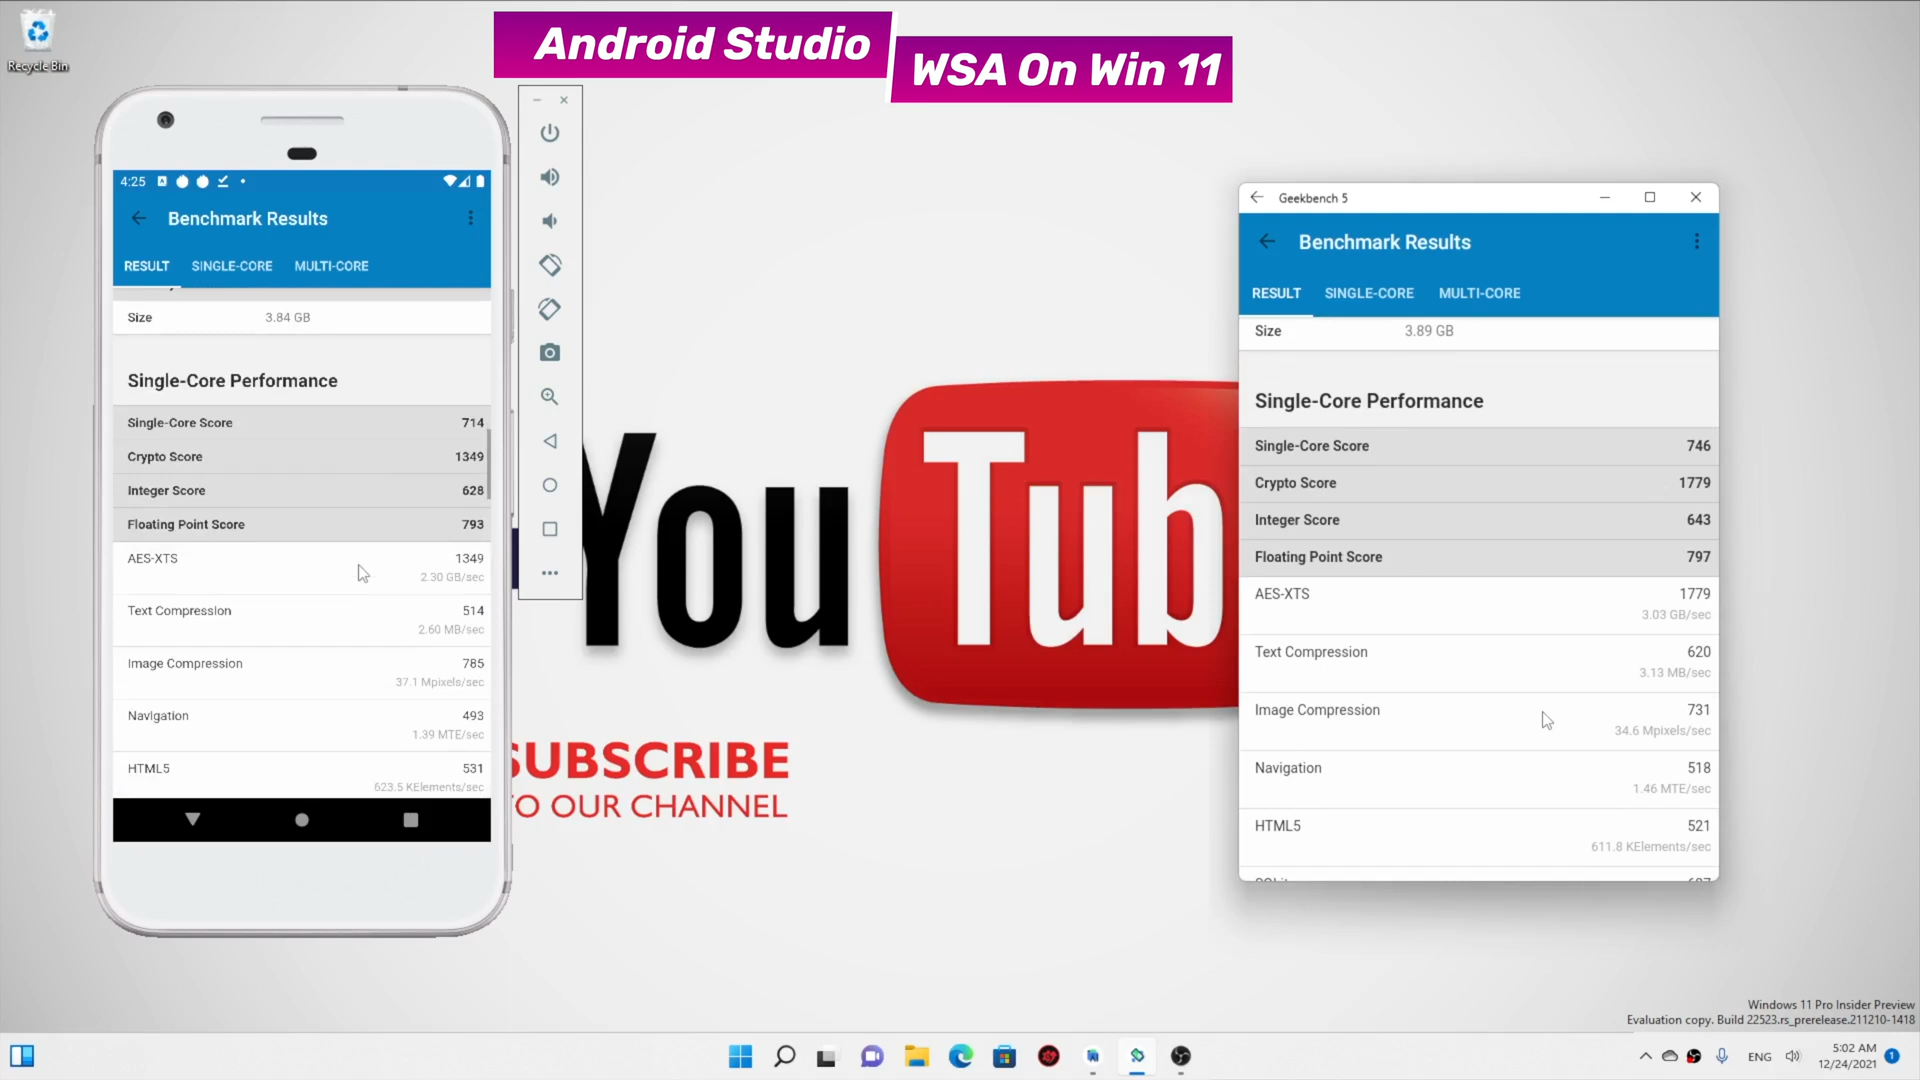 Recycle Bin
Android Studio
WSA On Win 11
4:25
Benchmark Results
RESULT SINGLE-CORE MULTI-CORE
Size 3.84 GB
Single-Core Performance
Single-Core Score 714
Crypto Score 1349
Integer Score 628
Floating Point Score 793
AES-XTS 1349
2.30 GB/sec
Text Compression 514
2.60 MB/sec
Image Compression 785
37.1 Mpixels/sec
Navigation 493
1.39 MTE/sec
HTML5 531
623.5 KElements/sec
You Tub
SUBSCRIBE
TO OUR CHANNEL
Geekbench 5
Benchmark Results
RESULT SINGLE-CORE MULTI-CORE
Size 3.89 GB
Single-Core Performance
Single-Core Score 746
Crypto Score 1779
Integer Score 643
Floating Point Score 797
AES-XTS 1779
3.03 GB/sec
Text Compression 620
3.13 MB/sec
Image Compression 731
34.6 Mpixels/sec
Navigation 518
1.46 MTE/sec
HTML5 521
611.8 KElements/sec
Windows 11 Pro Insider Preview
Evaluation copy. Build 22523.rs_prerelease.211210-1418
ENG
5:02 AM
12/24/2021
1